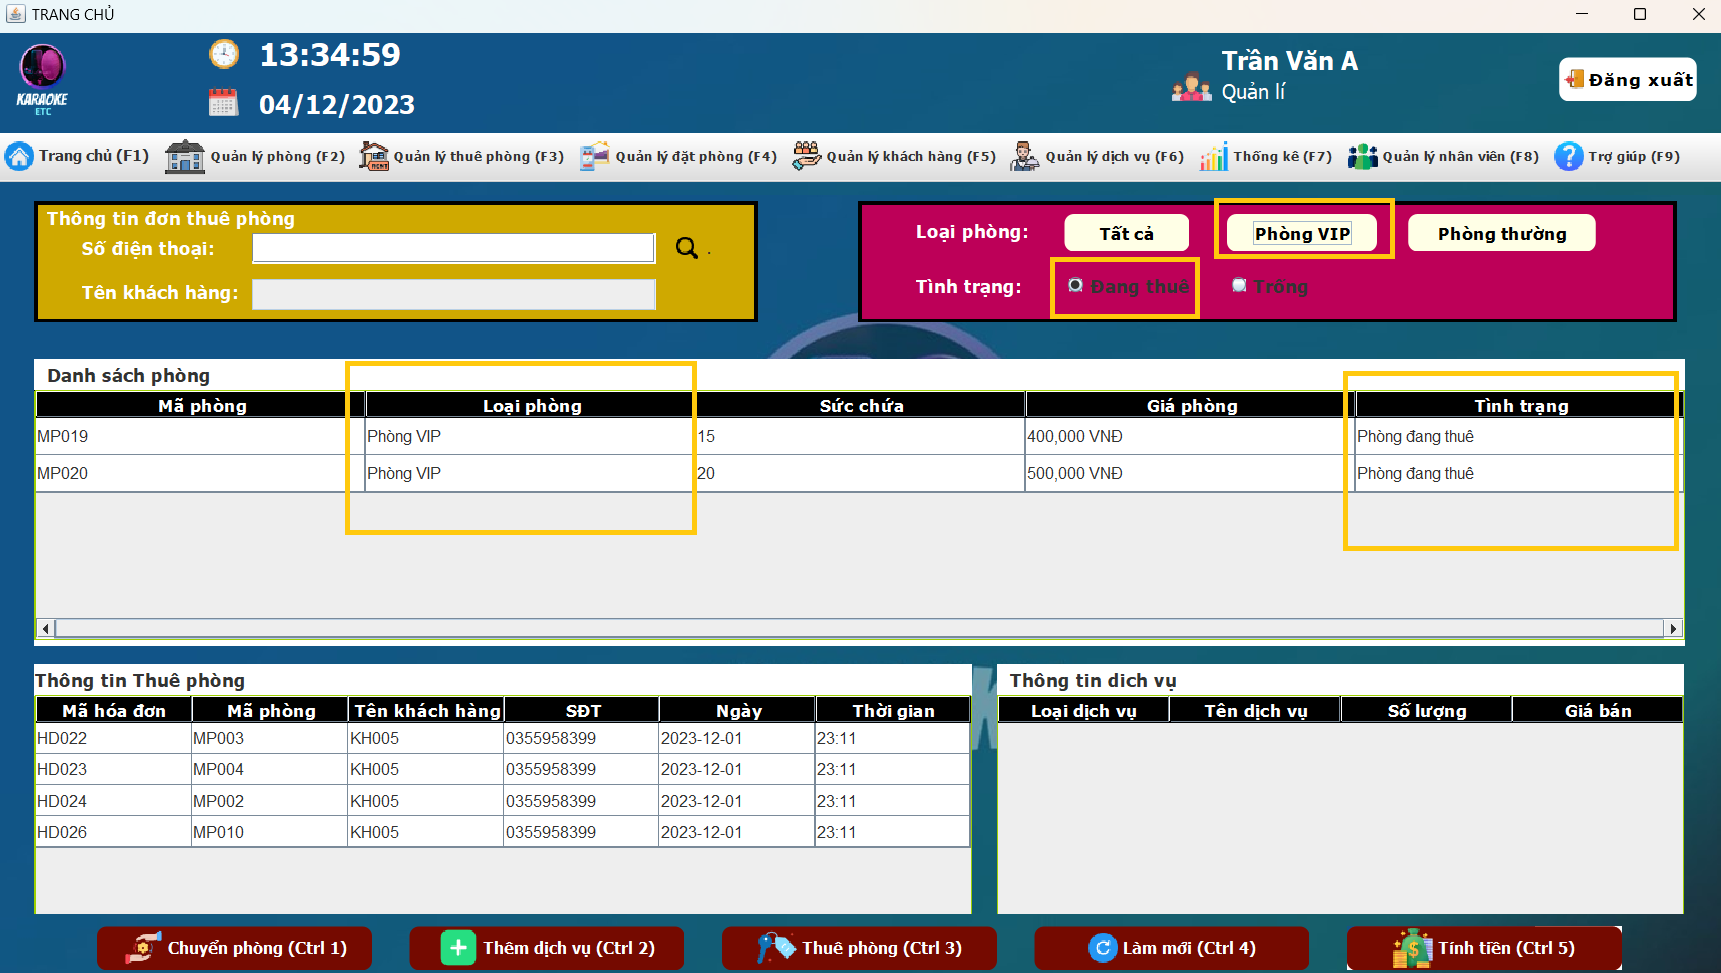 TRANG CHỦ
KARAOKE
ETC
13:34:59
04/12/2023
Trần Văn A
Quản lí
Đăng xuất
Trang chủ (F1) Quản lý phòng (F2) Quản lý thuê phòng (F3) Quản lý đặt phòng (F4) Quản lý khách hàng (F5) Quản lý dịch vụ (F6) Thống kê (F7) Quản lý nhân viên (F8) Trợ giúp (F9)
Thông tin đơn thuê phòng
Số điện thoại:
Tên khách hàng:
Loại phòng: Tất cả Phòng VIP Phòng thường
Tình trạng: Đang thuê Trống
Danh sách phòng
Mã phòng Loại phòng Sức chứa Giá phòng Tình trạng
MP019 Phòng VIP 15 400,000 VNĐ Phòng đang thuê
MP020 Phòng VIP 20 500,000 VNĐ Phòng đang thuê
Thông tin Thuê phòng
Mã hóa đơn Mã phòng Tên khách hàng SĐT Ngày Thời gian
HD022 MP003 KH005 0355958399 2023-12-01 23:11
HD023 MP004 KH005 0355958399 2023-12-01 23:11
HD024 MP002 KH005 0355958399 2023-12-01 23:11
HD026 MP010 KH005 0355958399 2023-12-01 23:11
Thông tin dich vụ
Loại dịch vụ Tên dịch vụ Số lượng Giá bán
Chuyển phòng (Ctrl 1) Thêm dịch vụ (Ctrl 2) Thuê phòng (Ctrl 3) Làm mới (Ctrl 4) Tính tiền (Ctrl 5)